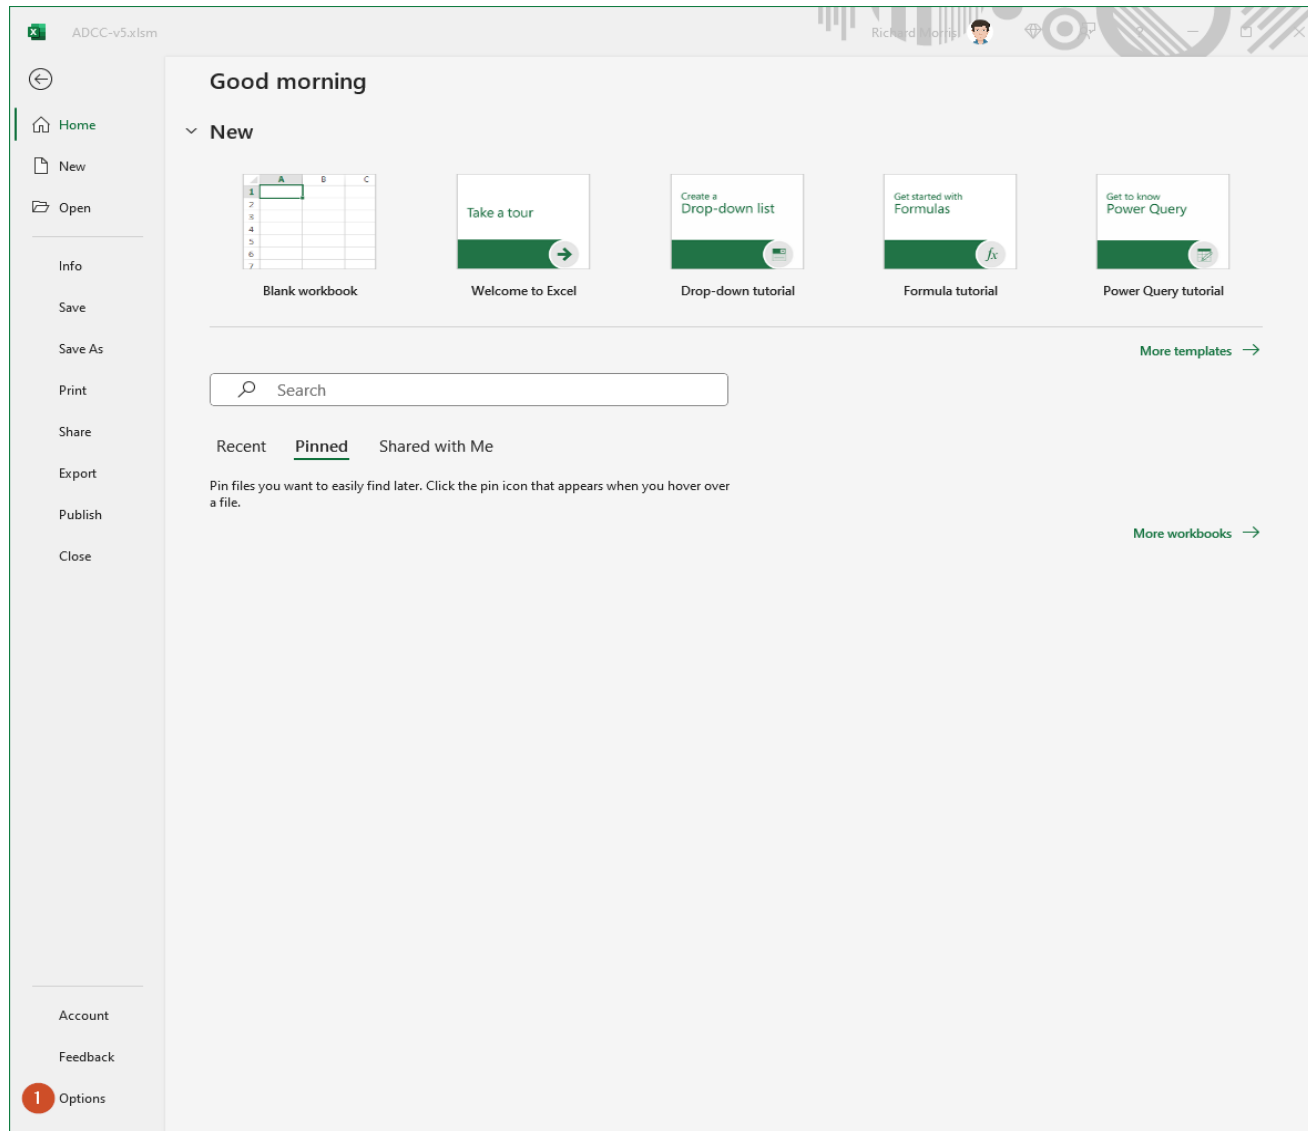 ADCC-v5.xlsm
Richard Morris
?
Good morning
Home
New
New
Open
A B C
1
2
3
4
5
6
7
Take a tour
Create a
Drop-down list
Get started with
Formulas
fx
Get to know
Power Query
Blank workbook
Welcome to Excel
Drop-down tutorial
Formula tutorial
Power Query tutorial
Info
Save
Save As
Print
Share
Export
Publish
Close
More templates
Search
Recent Pinned Shared with Me
Pin files you want to easily find later. Click the pin icon that appears when you hover over
a file.
More workbooks
Account
Feedback
1 Options